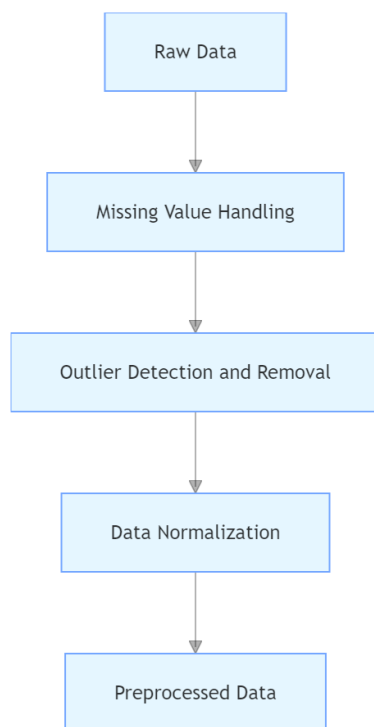 Raw Data
Missing Value Handling
Outlier Detection and Removal
Data Normalization
Preprocessed Data